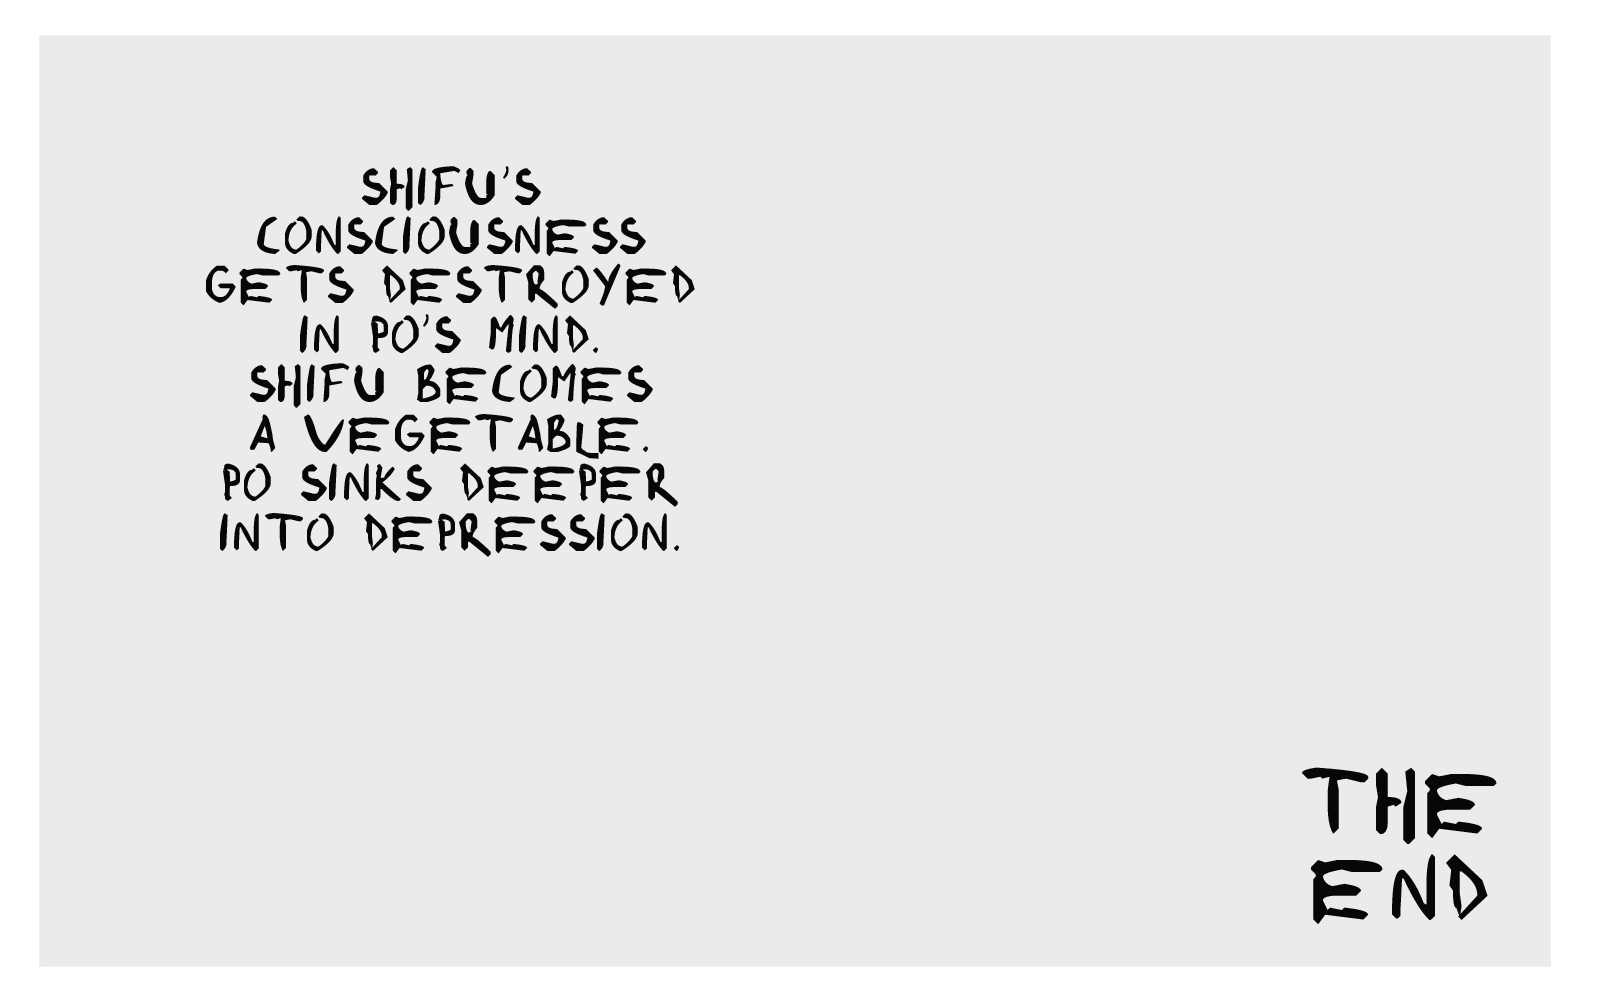 SHIFU'S
CONSCIOUSNESS
GETS DESTROYED
IN PO'S MIND.
SHIFU BECOMES
A VEGETABLE.
PO SINKS DEEPER
INTO DEPRESSION.
THE
END